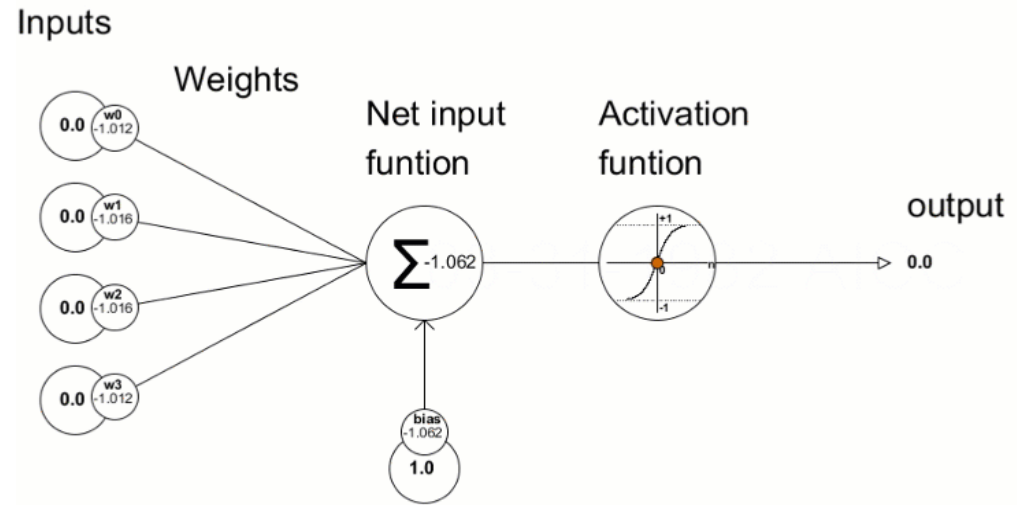 Inputs
Weights
Net input
funtion
Activation
funtion
output
0.0
w0
-1.012
0.0
w1
-1.016
0.0
w2
-1.016
0.0
w3
-1.012
Σ -1.062
+1
0
n
-1
0.0
bias
-1.062
1.0